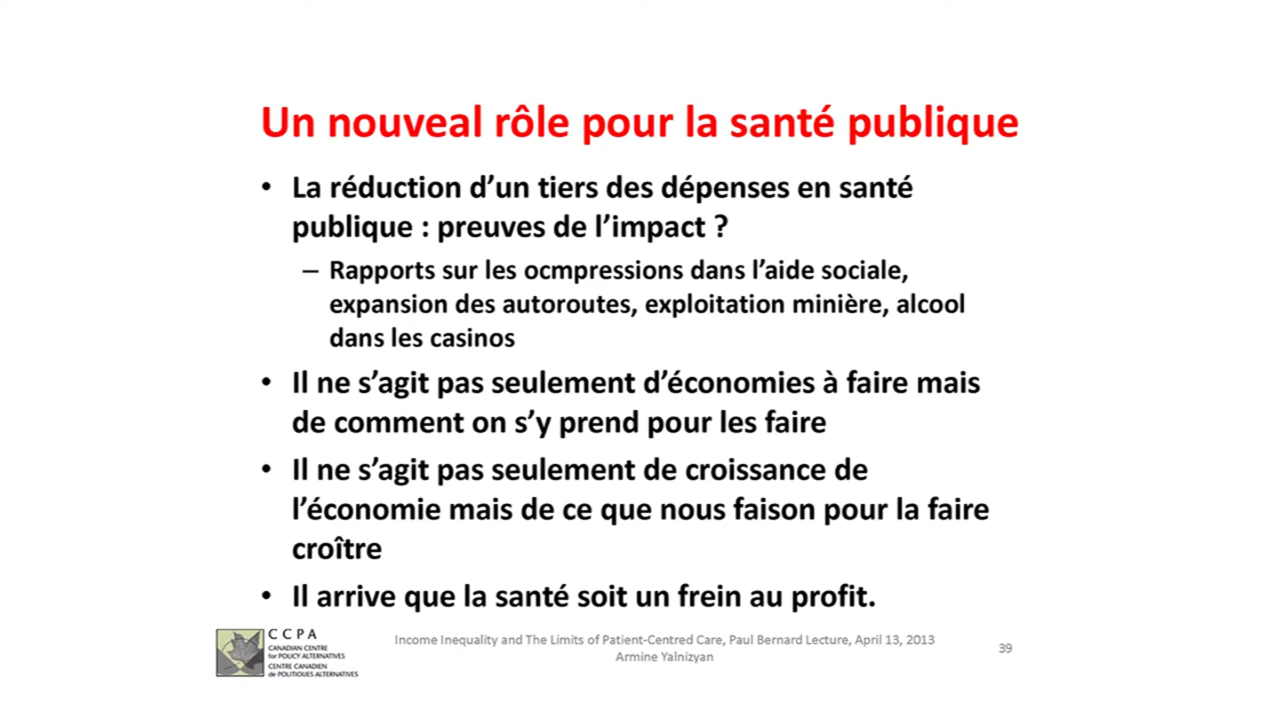 Un nouveal rôle pour la santé publique
• La réduction d’un tiers des dépenses en santé
publique : preuves de l’impact ?
– Rapports sur les ocmpressions dans l’aide sociale,
expansion des autoroutes, exploitation minière, alcool
dans les casinos
• Il ne s’agit pas seulement d’économies à faire mais
de comment on s’y prend pour les faire
• Il ne s’agit pas seulement de croissance de
l’économie mais de ce que nous faison pour la faire
croître
• Il arrive que la santé soit un frein au profit.
CCPA
CANADIAN CENTRE
for POLICY ALTERNATIVES
CENTRE CANADIEN
de POLITIQUES ALTERNATIVES
Income Inequality and The Limits of Patient-Centred Care, Paul Bernard Lecture, April 13, 2013
Armine Yalnizyan
39